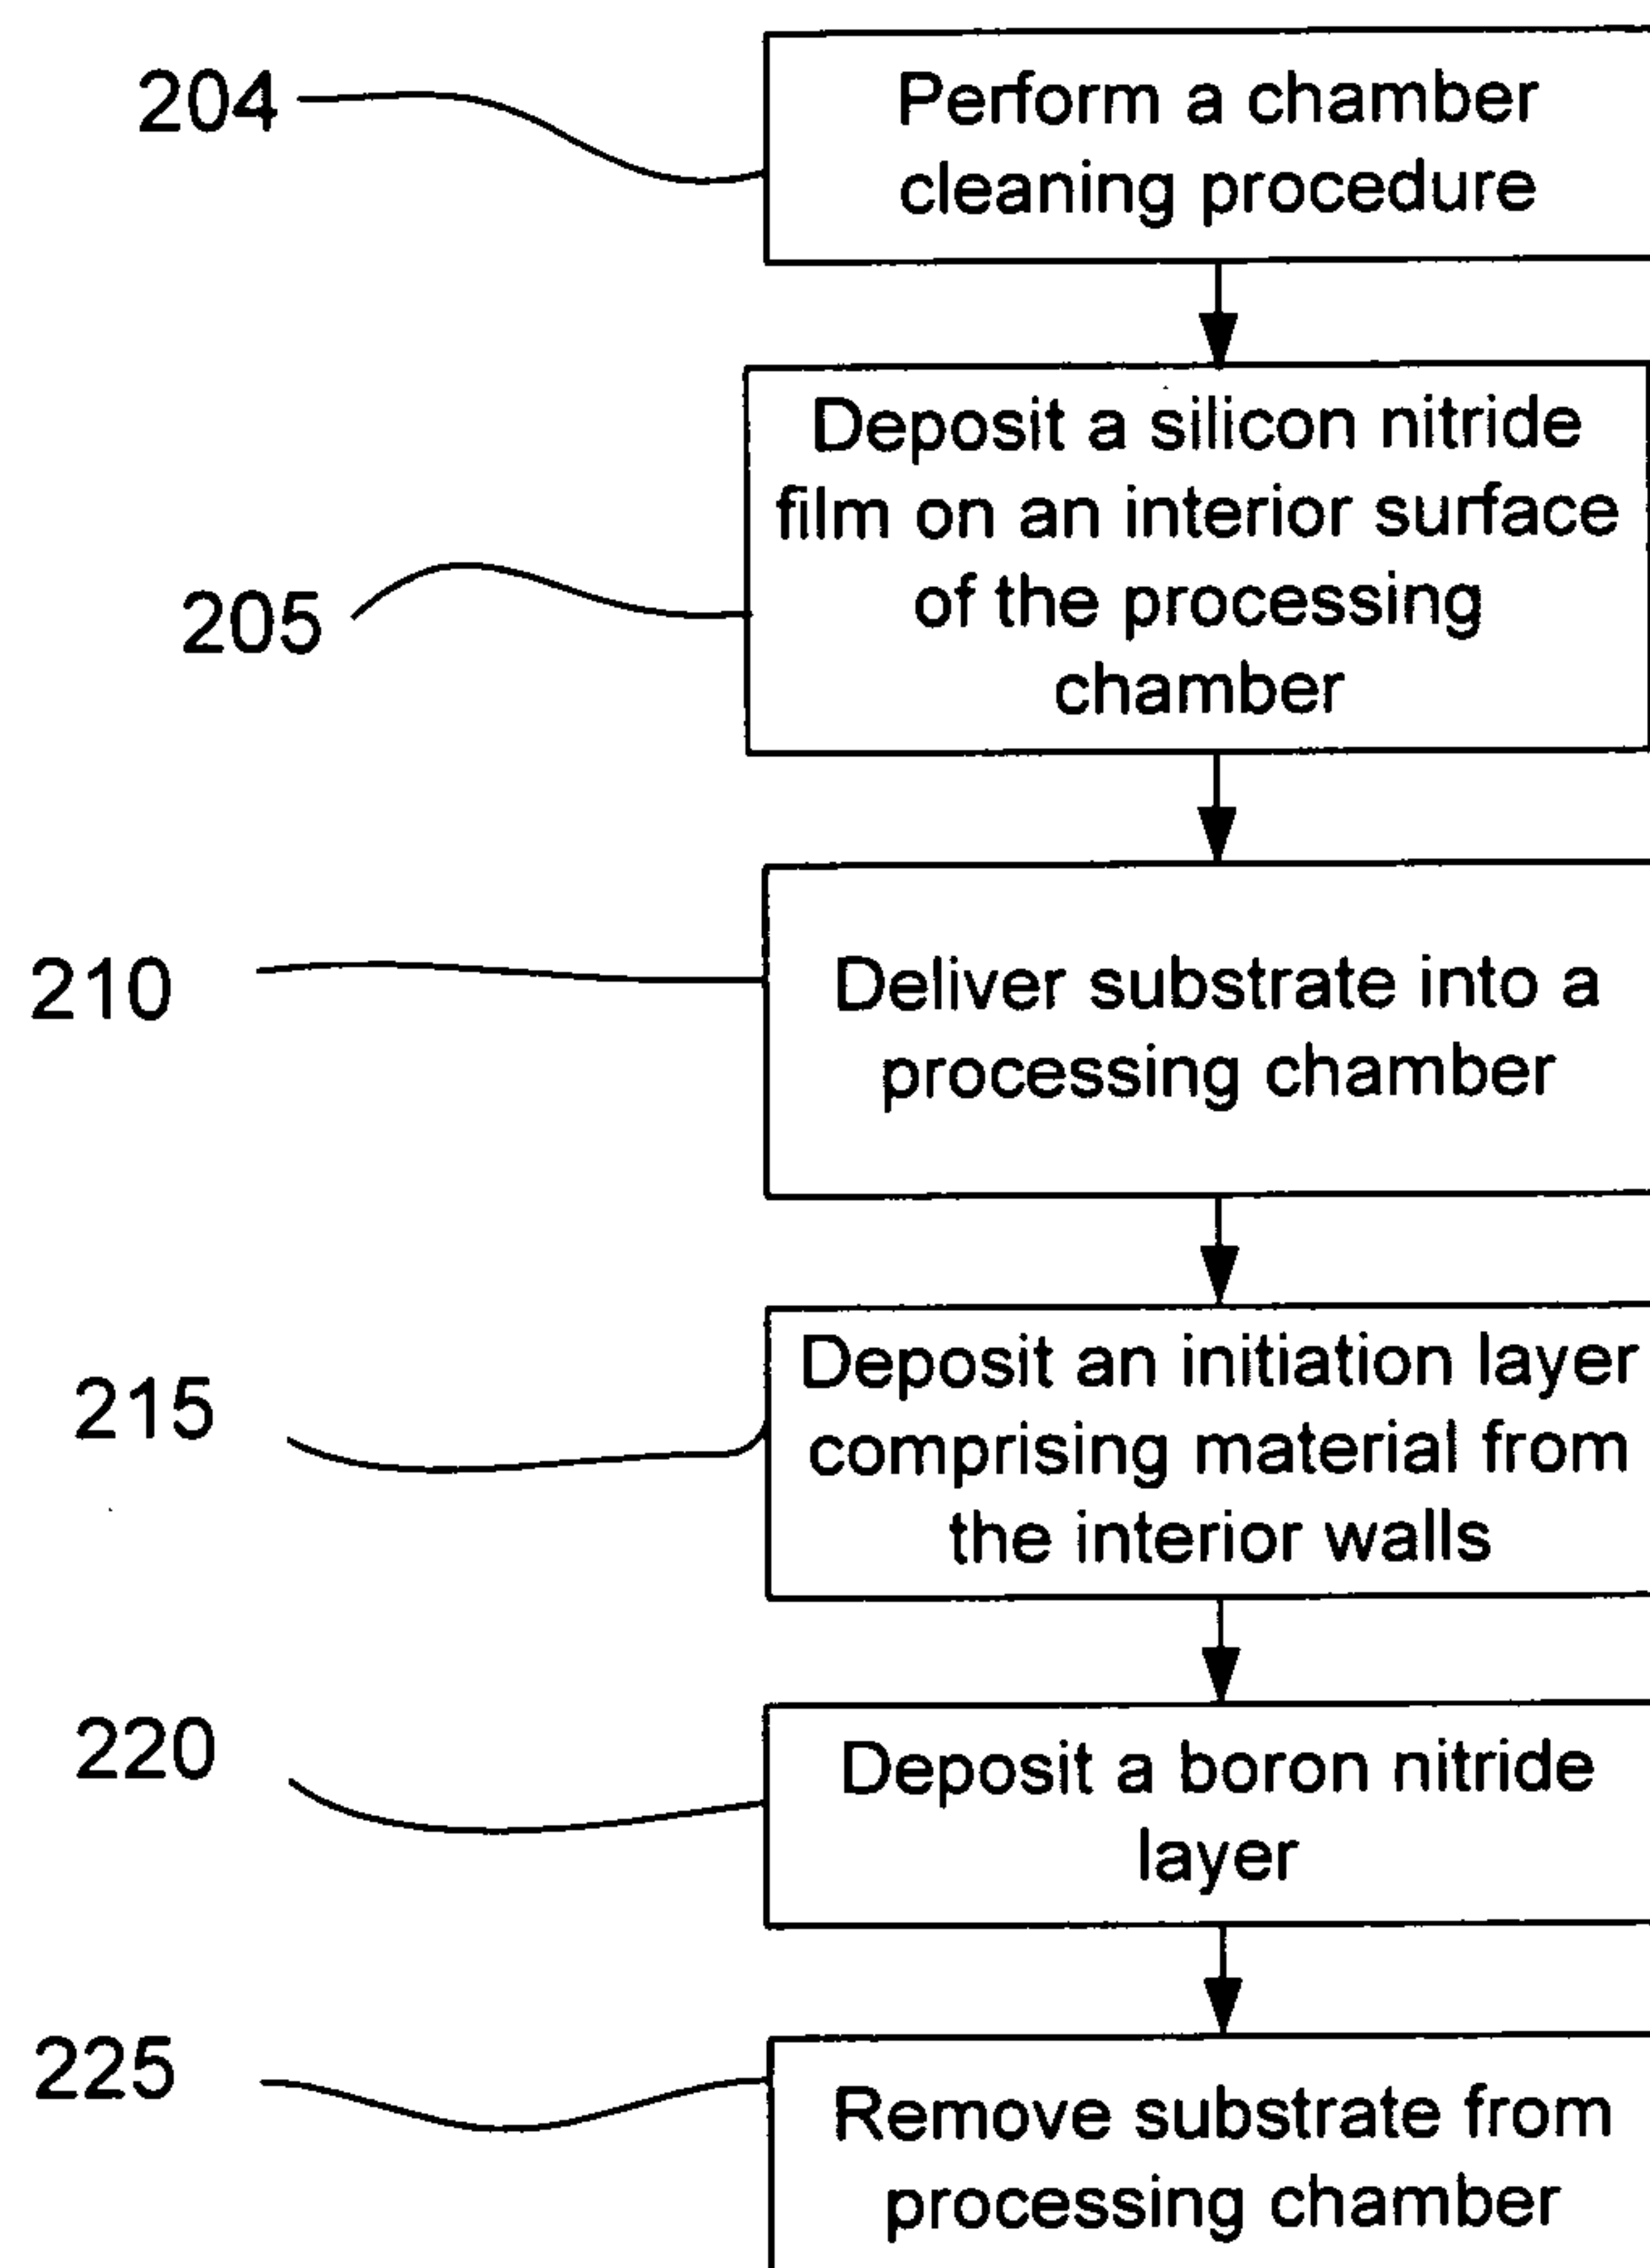 204
Perform a chamber
cleaning procedure
205
Deposit a silicon nitride
film on an interior surface
of the processing
chamber
210
Deliver substrate into a
processing chamber
215
Deposit an initiation layer
comprising material from
the interior walls
220
Deposit a boron nitride
layer
225
Remove substrate from
processing chamber